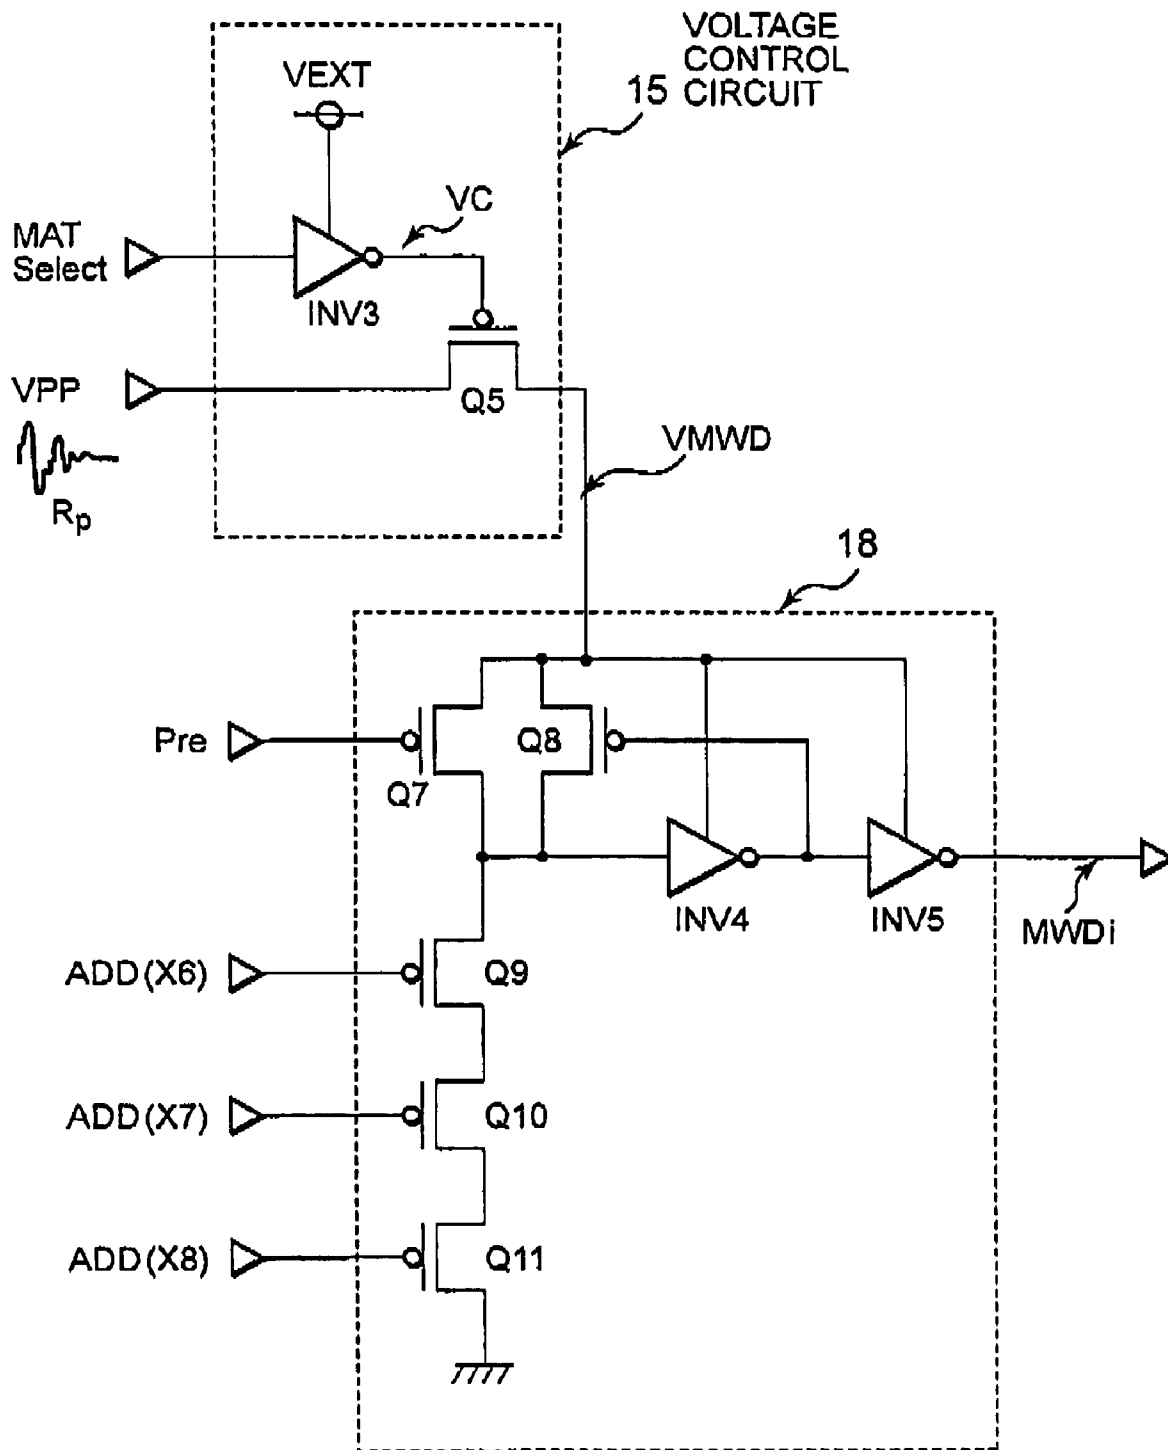 VOLTAGE
CONTROL
CIRCUIT
15
VEXT
VC
MAT
Select
INV3
VPP
Q5
Rp
VMWD
18
Pre
Q8
Q7
INV4
INV5
MWDi
ADD(X6)
Q9
ADD(X7)
Q10
ADD(X8)
Q11